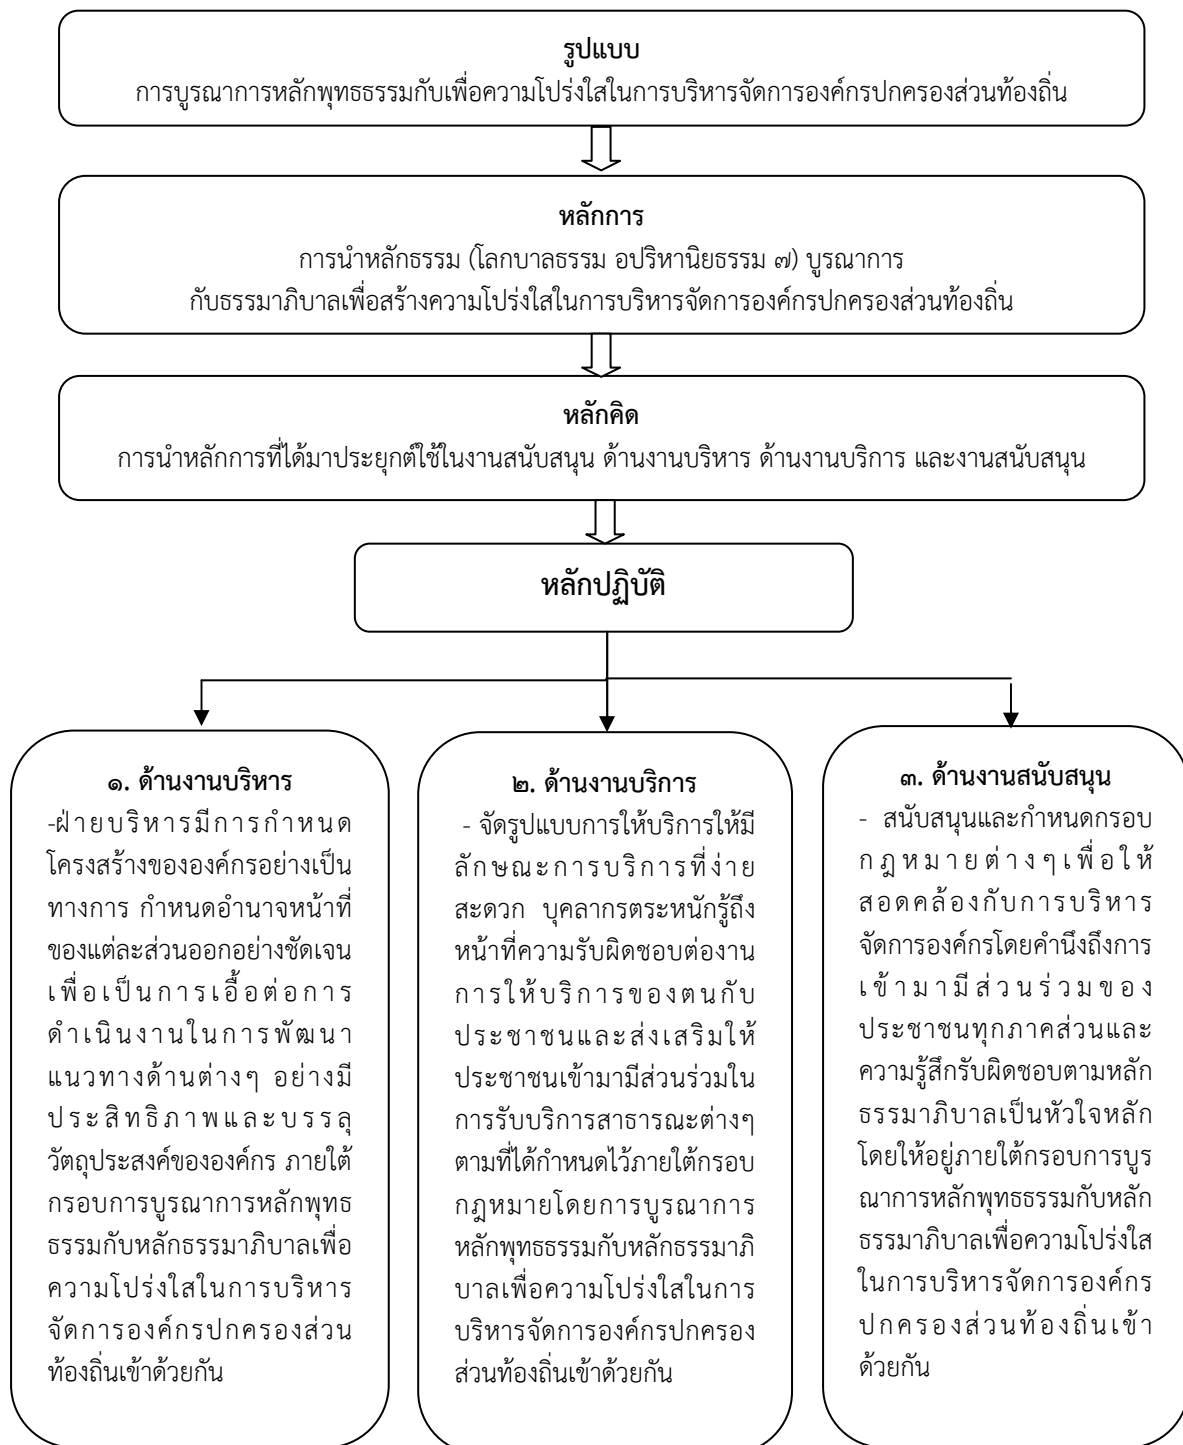 รูปแบบ
การบูรณาการหลักพุทธธรรมกับเพื่อความโปร่งใสในการบริหารจัดการองค์กรปกครองส่วนท้องถิ่น
หลักการ
การนำหลักธรรม (โลกบาลธรรม อปริหานิยธรรม ๗) บูรณาการ
กับธรรมาภิบาลเพื่อสร้างความโปร่งใสในการบริหารจัดการองค์กรปกครองส่วนท้องถิ่น
หลักคิด
การนำหลักการที่ได้มาประยุกต์ใช้ในงานสนับสนุน ด้านงานบริหาร ด้านงานบริการ และงานสนับสนุน
หลักปฏิบัติ
๑. ด้านงานบริหาร
-ฝ่ายบริหารมีการกำหนด
โครงสร้างขององค์กรอย่างเป็น
ทางการ กำหนดอำนาจหน้าที่
ของแต่ละส่วนออกอย่างชัดเจน
เพื่อเป็นการเอื้อต่อการ
ดำเนินงานในการพัฒนา
แนวทางด้านต่างๆ อย่างมี
ประสิทธิภาพและบรรลุ
วัตถุประสงค์ขององค์กร ภายใต้
กรอบการบูรณาการหลักพุทธ
ธรรมกับหลักธรรมาภิบาลเพื่อ
ความโปร่งใสในการบริหาร
จัดการองค์กรปกครองส่วน
ท้องถิ่นเข้าด้วยกัน
๒. ด้านงานบริการ
- จัดรูปแบบการให้บริการให้มี
ลักษณะการบริการที่ง่าย
สะดวก บุคลากรตระหนักรู้ถึง
หน้าที่ความรับผิดชอบต่องาน
การให้บริการของตนกับ
ประชาชนและส่งเสริมให้
ประชาชนเข้ามามีส่วนร่วมใน
การรับบริการสาธารณะต่างๆ
ตามที่ได้กำหนดไว้ภายใต้กรอบ
กฎหมายโดยการบูรณาการ
หลักพุทธธรรมกับหลักธรรมาภิ
บาลเพื่อความโปร่งใสในการ
บริหารจัดการองค์กรปกครอง
ส่วนท้องถิ่นเข้าด้วยกัน
๓. ด้านงานสนับสนุน
- สนับสนุนและกำหนดกรอบ
กฎหมายต่างๆเพื่อให้
สอดคล้องกับการบริหาร
จัดการองค์กรโดยคำนึงถึงการ
เข้ามามีส่วนร่วมของ
ประชาชนทุกภาคส่วนและ
ความรู้สึกรับผิดชอบตามหลัก
ธรรมาภิบาลเป็นหัวใจหลัก
โดยให้อยู่ภายใต้กรอบการบูร
ณาการหลักพุทธธรรมกับหลัก
ธรรมาภิบาลเพื่อความโปร่งใส
ในการบริหารจัดการองค์กร
ปกครองส่วนท้องถิ่นเข้า
ด้วยกัน